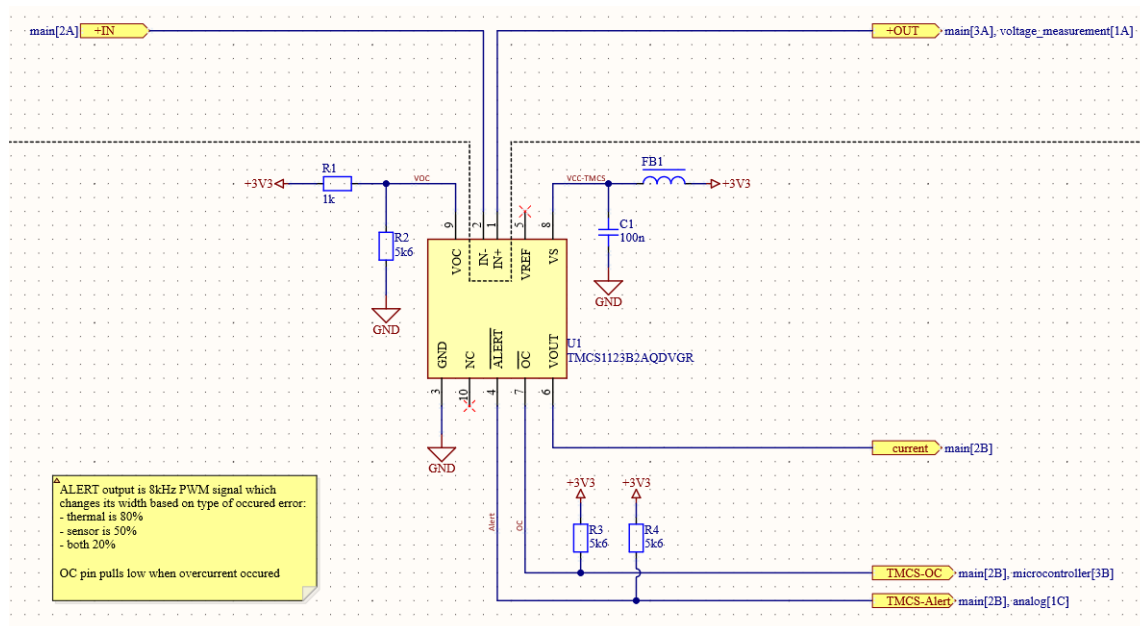 main[2A] +IN
+OUT main[3A], voltage_measurement[1A]
R1
+3V3
1k
VOC
R2
5k6
GND
VCC-TMCS
FB1
+3V3
C1
100n
GND
9
2
1
5
8
VOC
IN-
IN+
VREF
VS
GND
NC
ALERT
OC
VOUT
U1
TMCS1123B2AQDVGR
3
10
4
7
6
GND
current main[2B]
ALERT output is 8kHz PWM signal which
changes its width based on type of occured error:
- thermal is 80%
- sensor is 50%
- both 20%
OC pin pulls low when overcurrent occured
Alert
OC
+3V3
+3V3
R3
5k6
R4
5k6
TMCS-OC main[2B], microcontroller[3B]
TMCS-Alert main[2B], analog[1C]